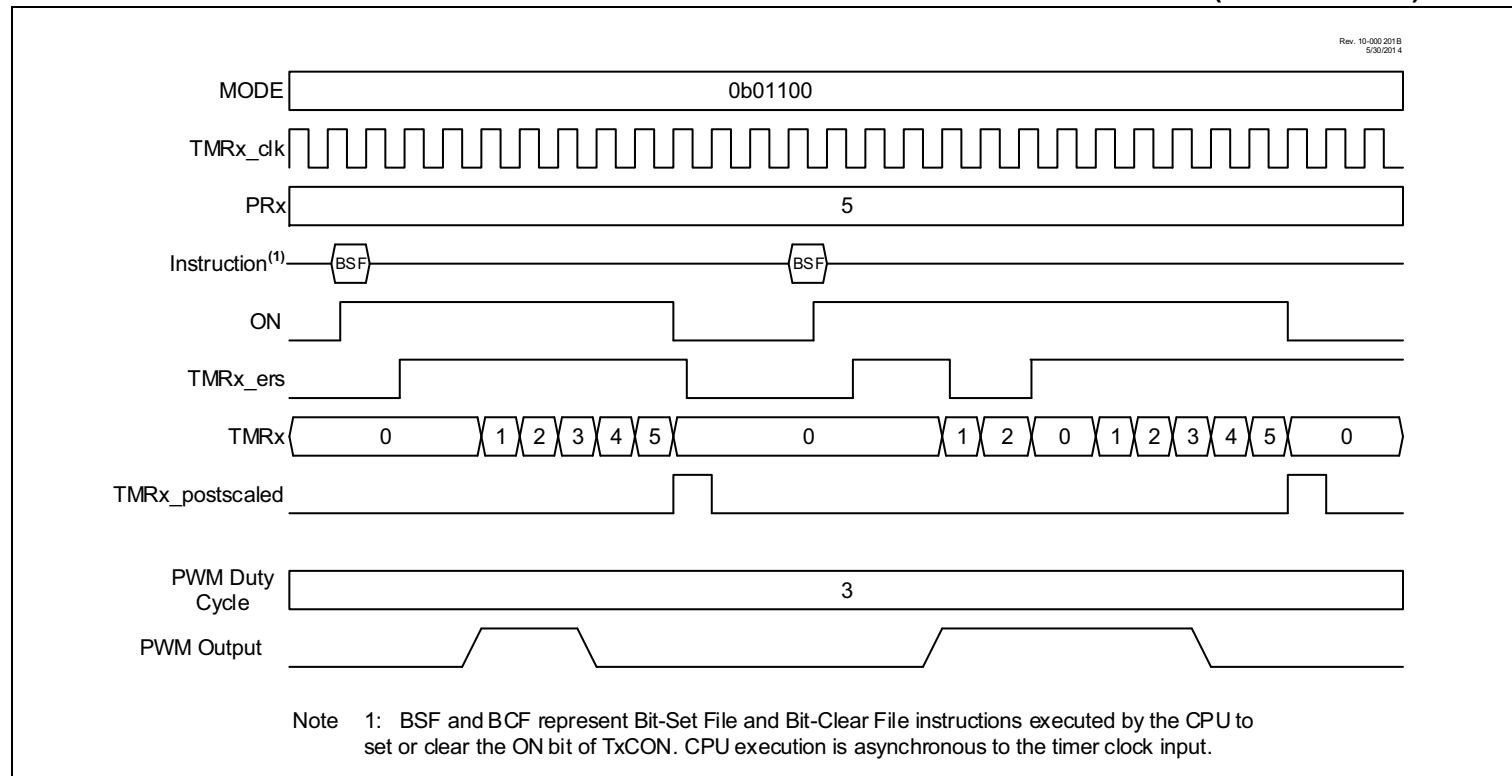 Rev. 10-000 201B
5/30/201 4
MODE 0b01100
TMRx_clk
PRx 5
Instruction(1) BSF BSF
ON
TMRx_ers
TMRx 0 1 2 3 4 5 0 1 2 0 1 2 3 4 5 0
TMRx_postscaled
PWM Duty
Cycle 3
PWM Output
Note 1: BSF and BCF represent Bit-Set File and Bit-Clear File instructions executed by the CPU to
set or clear the ON bit of TxCON. CPU execution is asynchronous to the timer clock input.